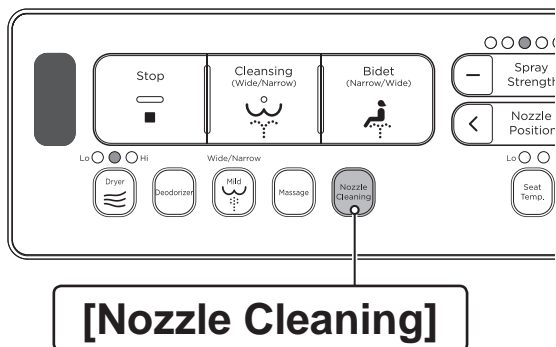 Stop
Cleansing
(Wide/Narrow)
Bidet
(Narrow/Wide)
−
Spray
Strength
<
Nozzle
Position
Lo
Hi
Wide/Narrow
Lo
Dryer
Deodorizer
Mild
Massage
Nozzle
Cleaning
Seat
Temp.
[Nozzle Cleaning]